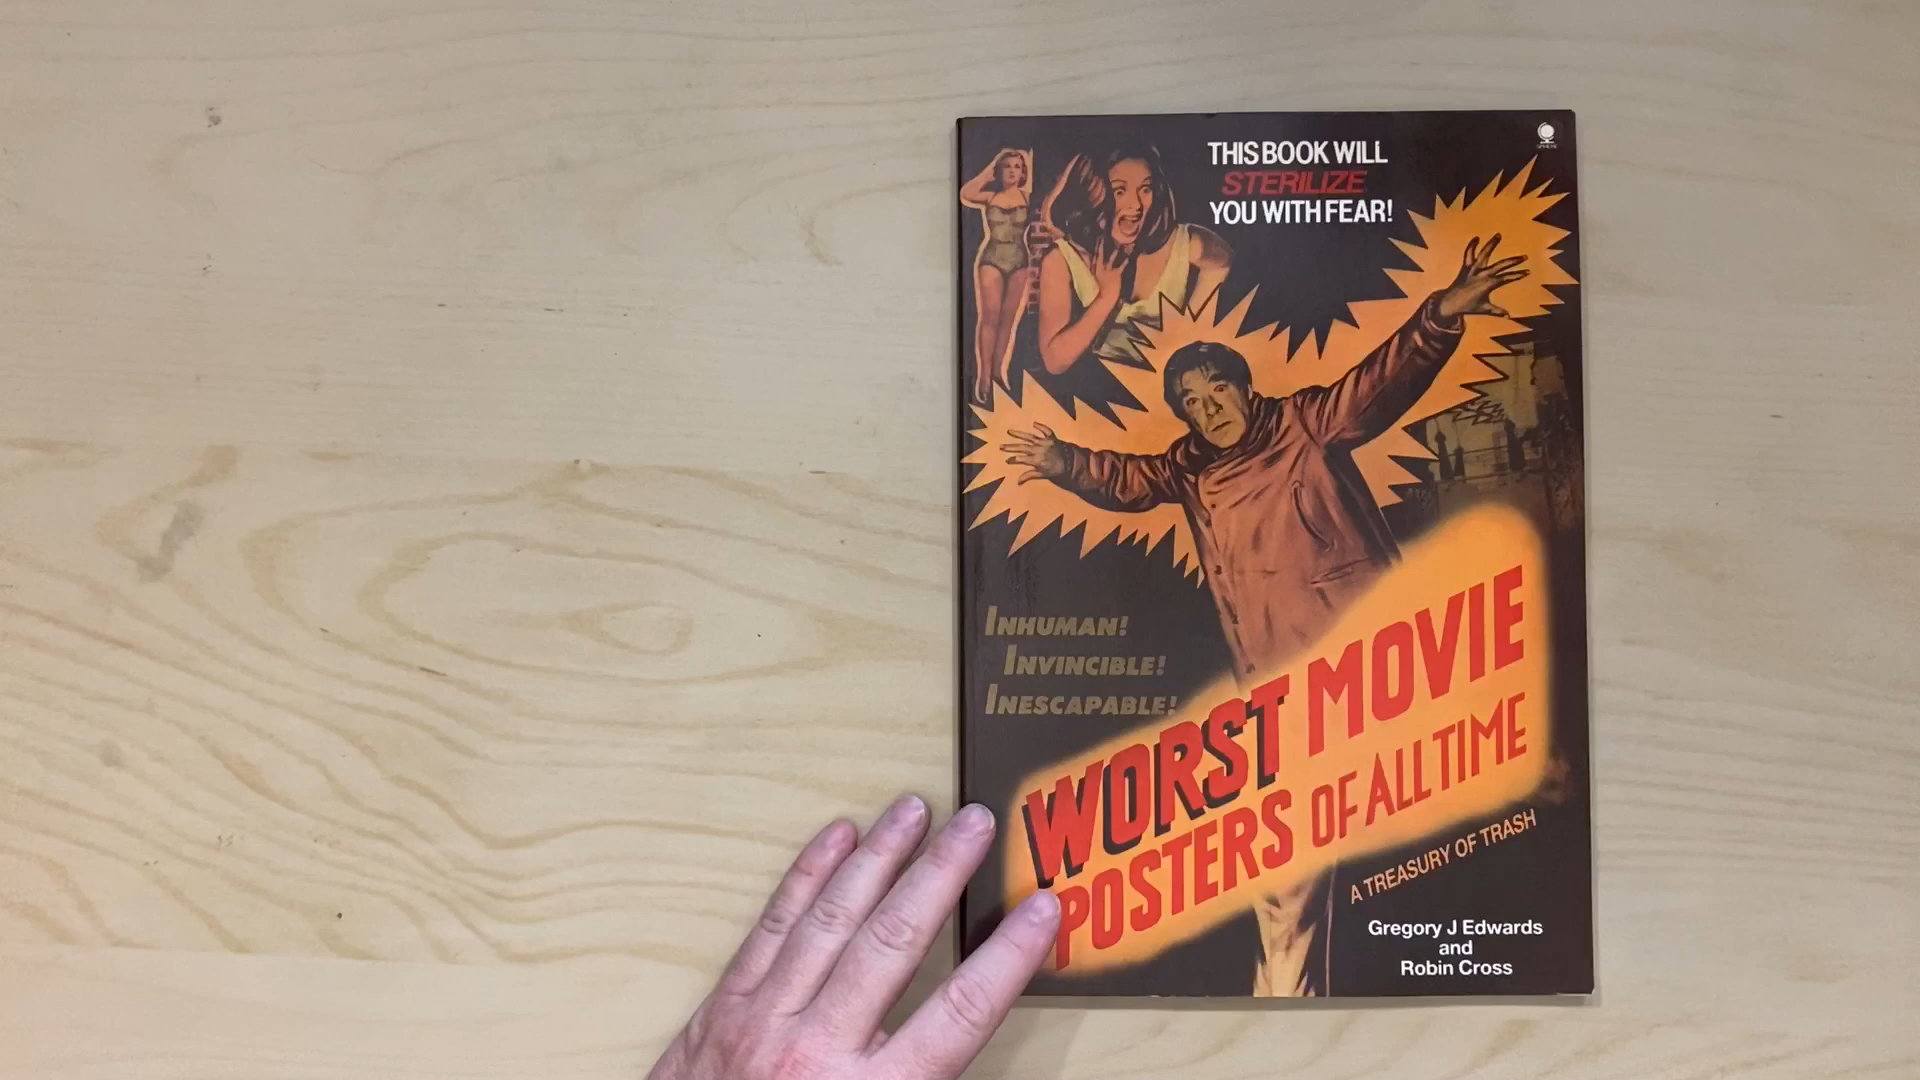 THIS BOOK WILL
STERILIZE
YOU WITH FEAR!
SPHERE
INHUMAN!
INVINCIBLE!
INESCAPABLE!
WORST MOVIE
POSTERS OF ALL TIME
A TREASURY OF TRASH
Gregory J Edwards
and
Robin Cross